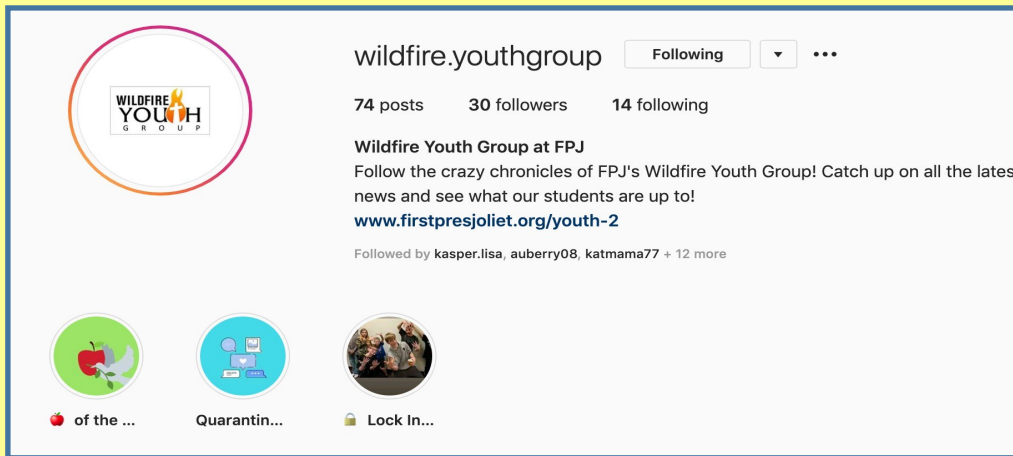 WILDFIRE
YOUTH
GROUP
wildfire.youthgroup Following
74 posts 30 followers 14 following
Wildfire Youth Group at FPJ
Follow the crazy chronicles of FPJ's Wildfire Youth Group! Catch up on all the lates
news and see what our students are up to!
www.firstpresjoliet.org/youth-2
Followed by kasper.lisa, auberry08, katmama77 + 12 more
🍎 of the ... Quarantin... 🔒 Lock In...